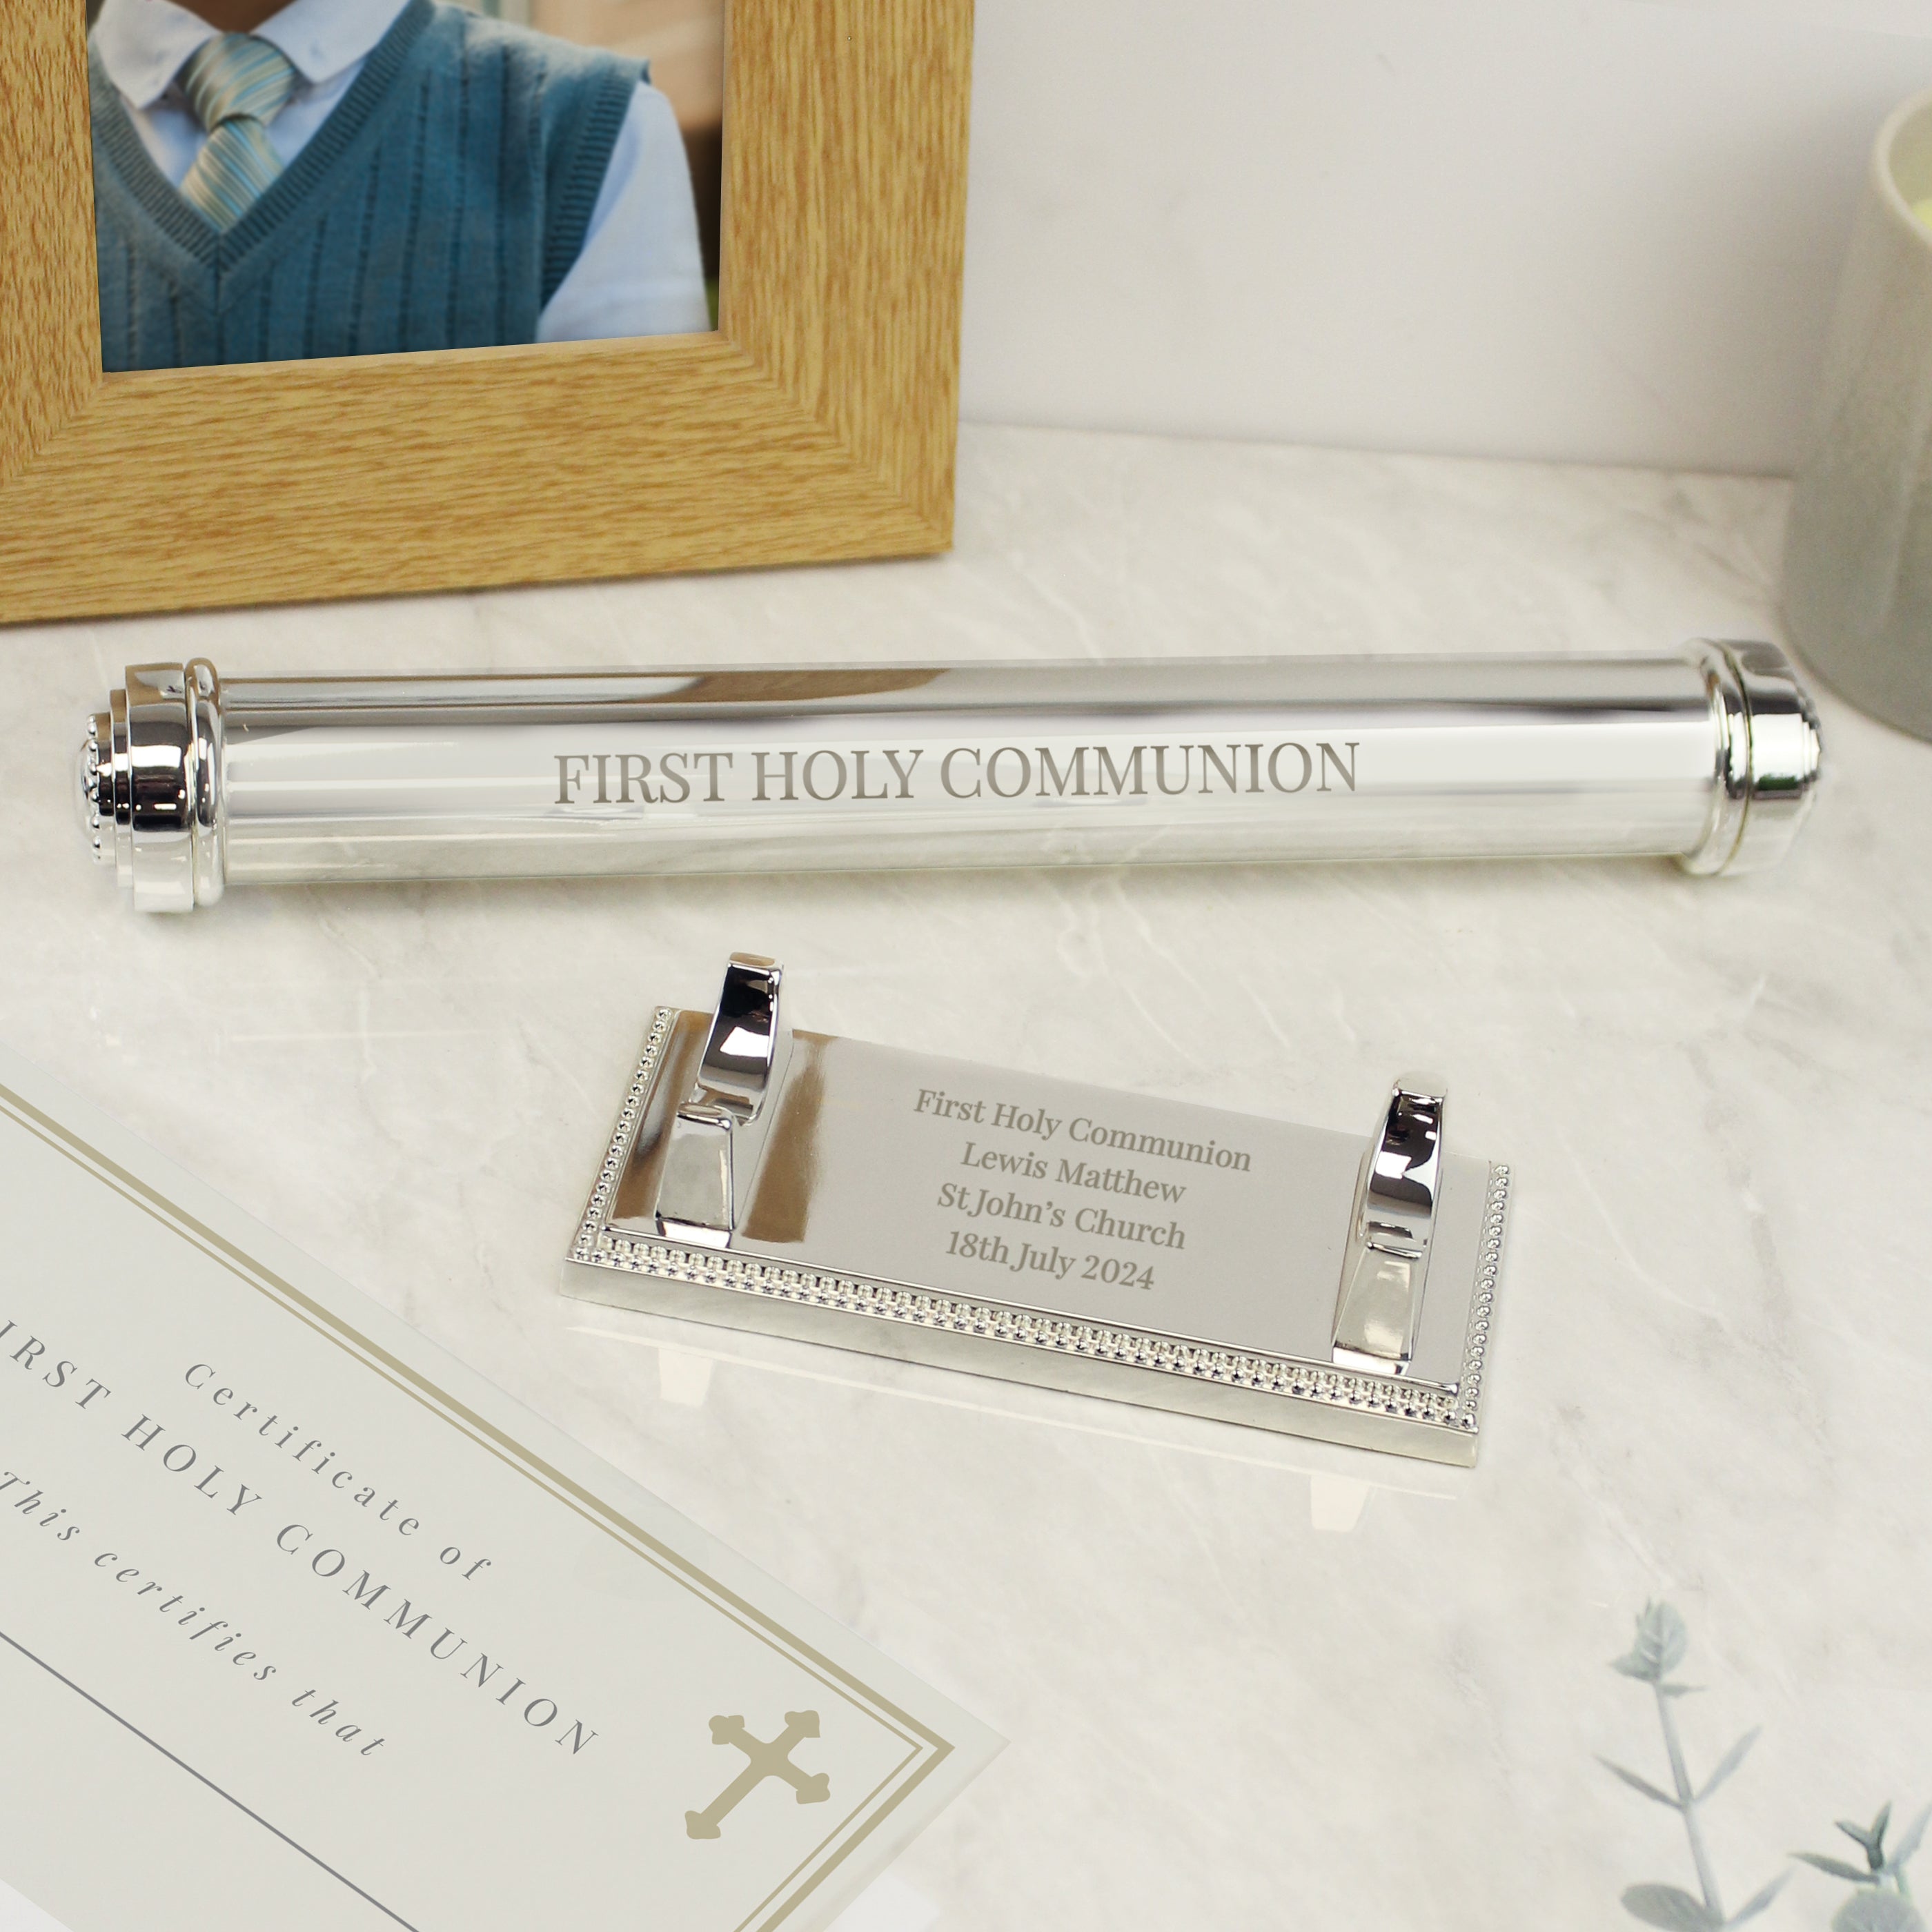 FIRST HOLY COMMUNION
First Holy Communion
Lewis Matthew
St John's Church
18th July 2024
Certificate of
IRST HOLY COMMUNION
This certifies that